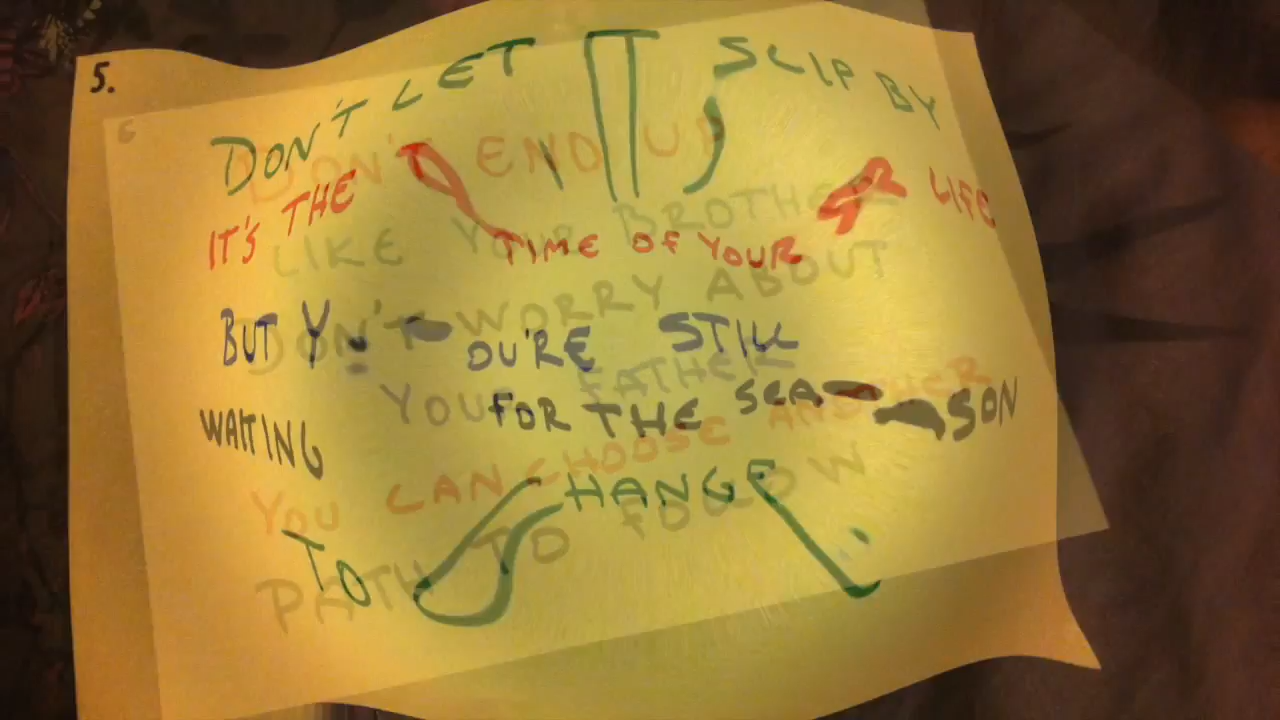 5.
DON'T LET IT SLIP BY
IT'S THE TIME OF YOUR LIFE
BUT YOU'RE STILL
WAITING FOR THE SEASON
TO CHANGE
6
DON'T END UP
LIKE YOUR BROTHER
DON'T WORRY ABOUT
YOUR FATHER
YOU CAN CHOOSE ANOTHER
PATH TO FOLLOW